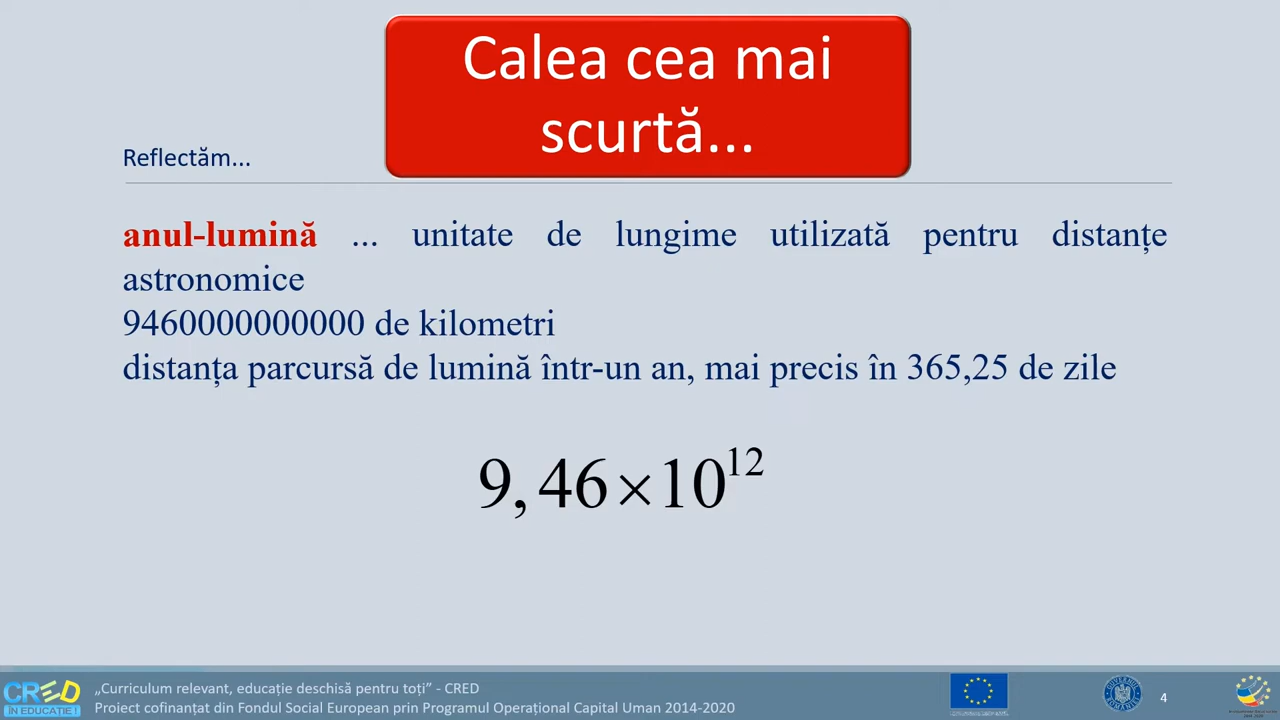 Calea cea mai
scurtă...
Reflectăm...
anul-lumină ... unitate de lungime utilizată pentru distanțe
astronomice
9460000000000 de kilometri
distanța parcursă de lumină într-un an, mai precis în 365,25 de zile
9,46×10¹²
CRED
ÎN EDUCAȚIE !
„Curriculum relevant, educație deschisă pentru toți” - CRED
Proiect cofinanțat din Fondul Social European prin Programul Operațional Capital Uman 2014-2020
4